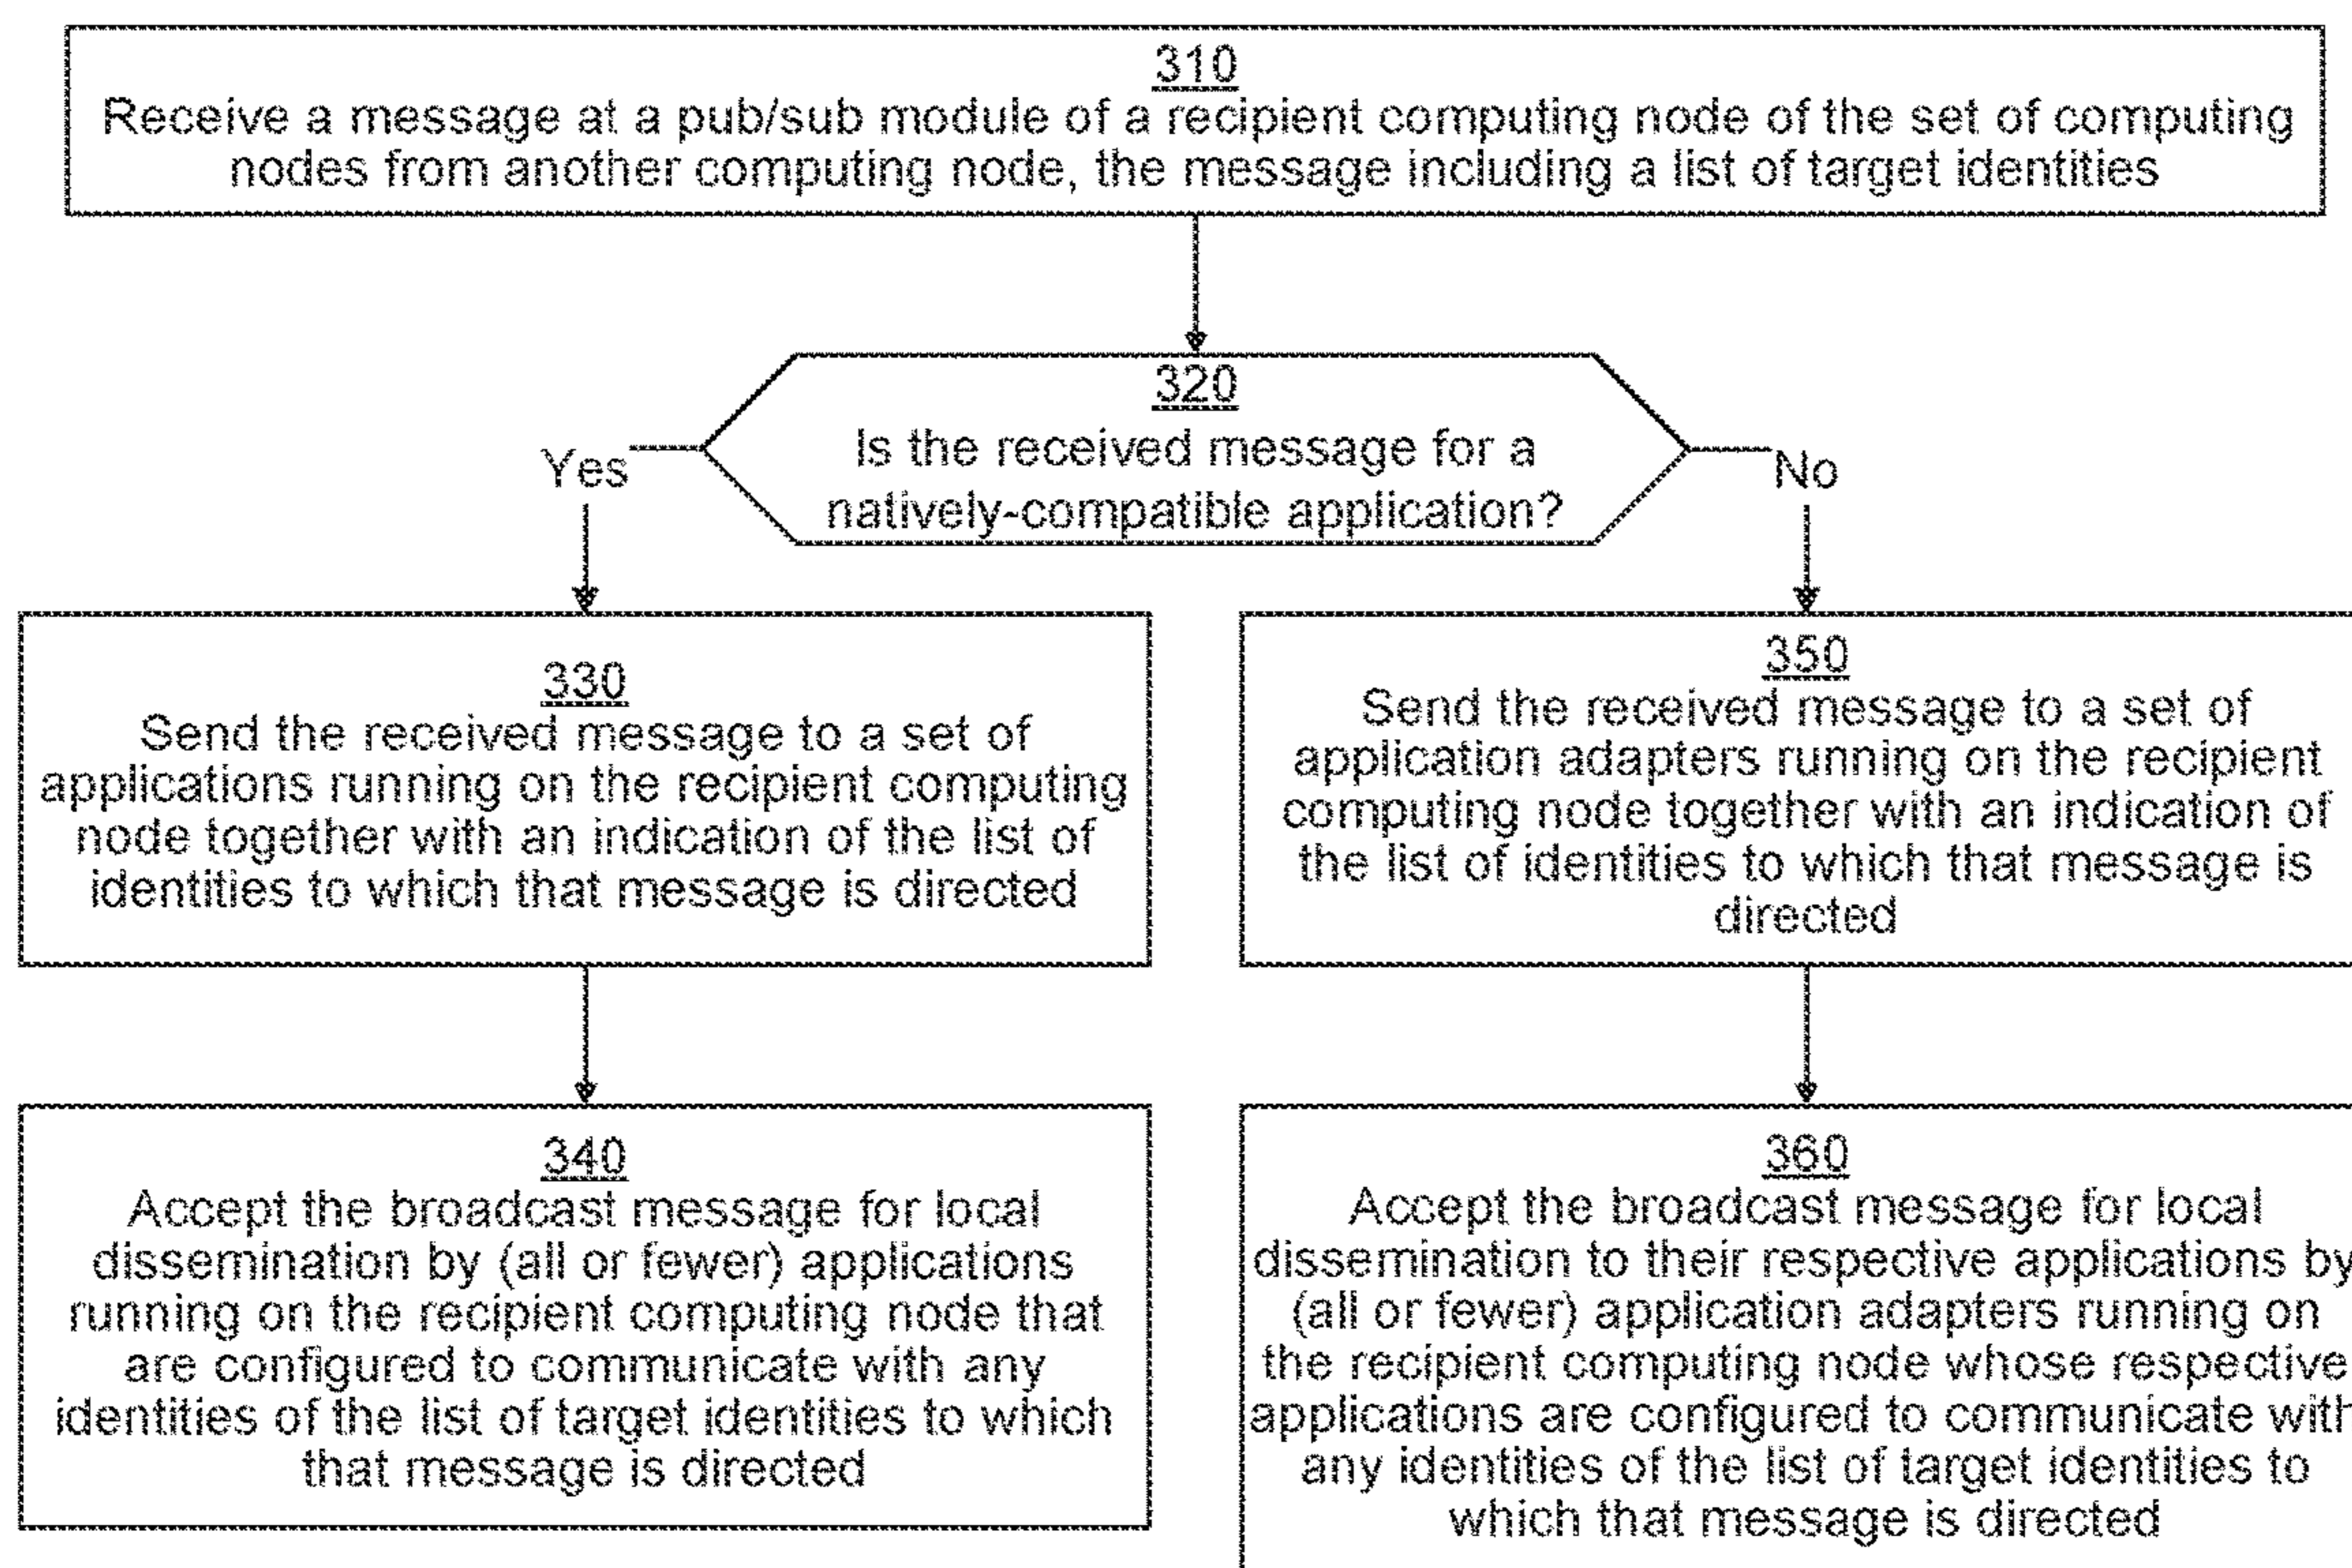 310
Receive a message at a pub/sub module of a recipient computing node of the set of computing
nodes from another computing node, the message including a list of target identities
320
Is the received message for a
natively-compatible application?
Yes
No
330
Send the received message to a set of
applications running on the recipient computing
node together with an indication of the list of
identities to which that message is directed
350
Send the received message to a set of
application adapters running on the recipient
computing node together with an indication of
the list of identities to which that message is
directed
340
Accept the broadcast message for local
dissemination by (all or fewer) applications
running on the recipient computing node that
are configured to communicate with any
identities of the list of target identities to which
that message is directed
360
Accept the broadcast message for local
dissemination to their respective applications by
(all or fewer) application adapters running on
the recipient computing node whose respective
applications are configured to communicate with
any identities of the list of target identities to
which that message is directed